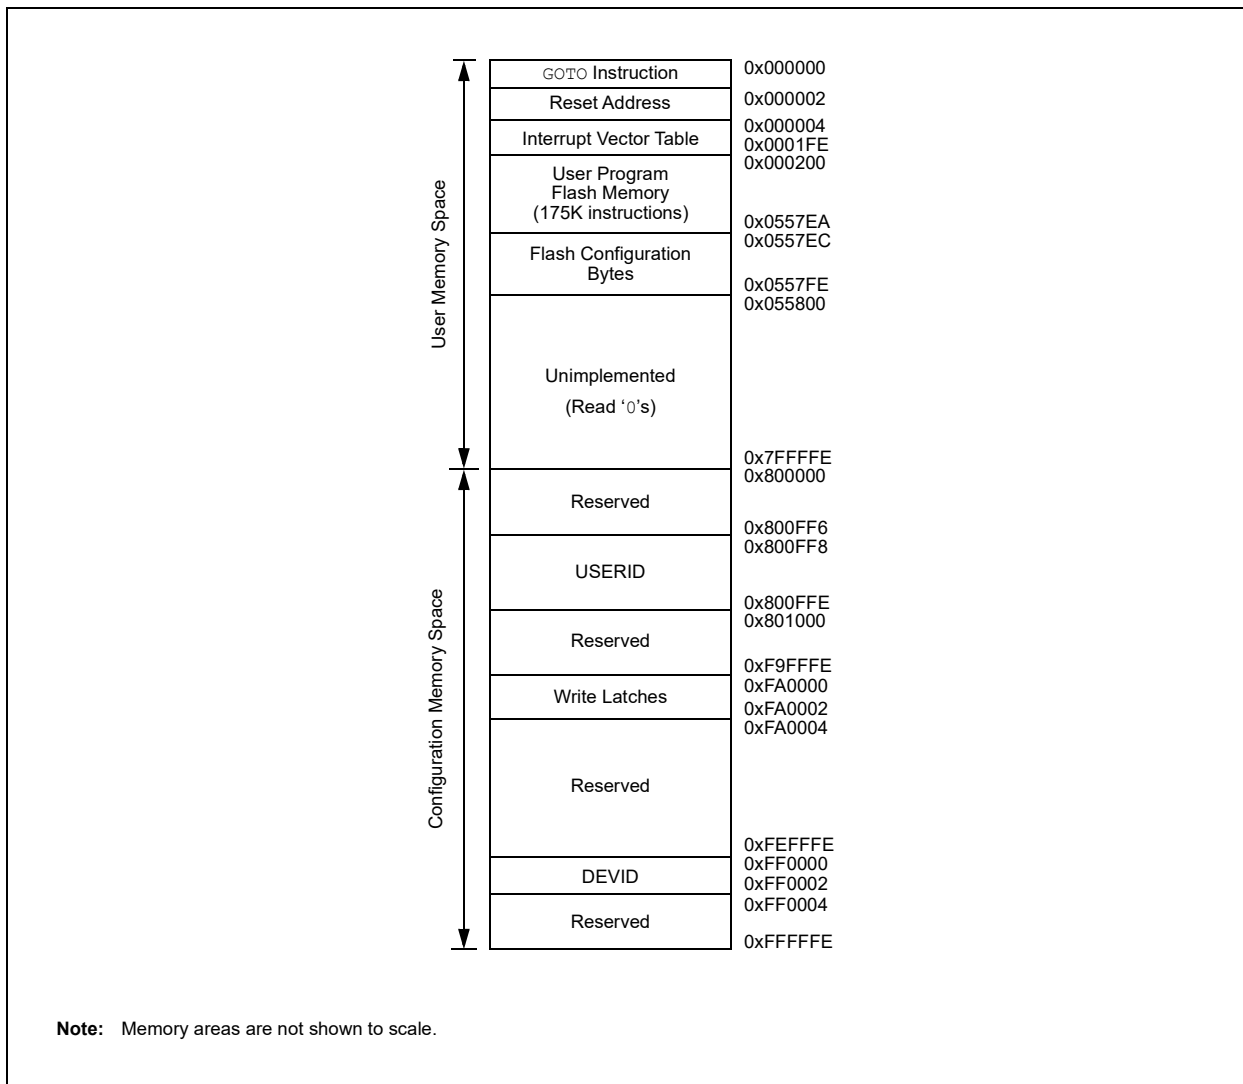 GOTO Instruction
0x000000
Reset Address
0x000002
Interrupt Vector Table
0x000004
0x0001FE
User Program
Flash Memory
(175K instructions)
0x000200
0x0557EA
Flash Configuration
Bytes
0x0557EC
0x0557FE
Unimplemented
(Read ‘0’s)
0x055800
0x7FFFFE
User Memory Space
Reserved
0x800000
0x800FF6
USERID
0x800FF8
0x800FFE
Reserved
0x801000
0xF9FFFE
Write Latches
0xFA0000
0xFA0002
Reserved
0xFA0004
0xFEFFFE
DEVID
0xFF0000
0xFF0002
Reserved
0xFF0004
0xFFFFFE
Configuration Memory Space
Note: Memory areas are not shown to scale.